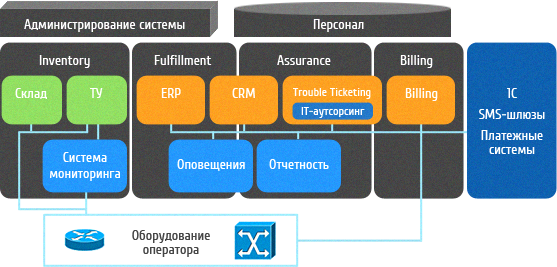 Администрирование системы
Персонал
Inventory
Fulfillment
Assurance
Billing
Склад
ТУ
ERP
CRM
Trouble Ticketing
IT-аутсорсинг
Billing
1C
SMS-шлюзы
Платежные
системы
Система
мониторинга
Оповещения
Отчетность
Оборудование
оператора